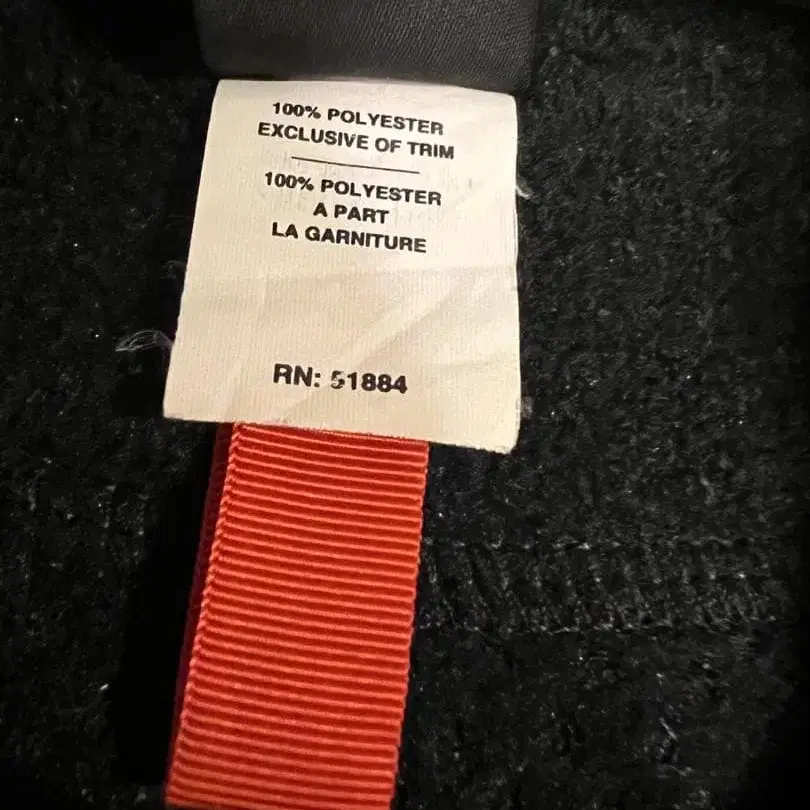 100% POLYESTER
EXCLUSIVE OF TRIM
100% POLYESTER
A PART
LA GARNITURE
RN: 51884